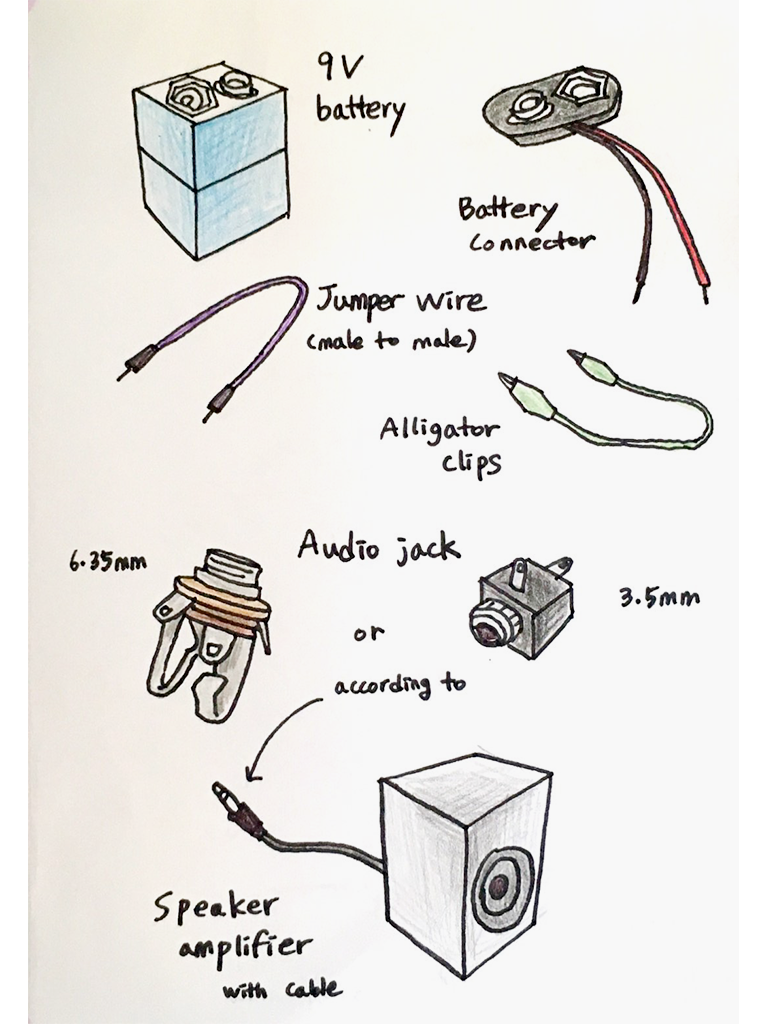 9V
battery
Battery
connector
Jumper wire
(male to male)
Alligator
clips
Audio jack
6.35mm
3.5mm
or
according to
Speaker
amplifier
with cable